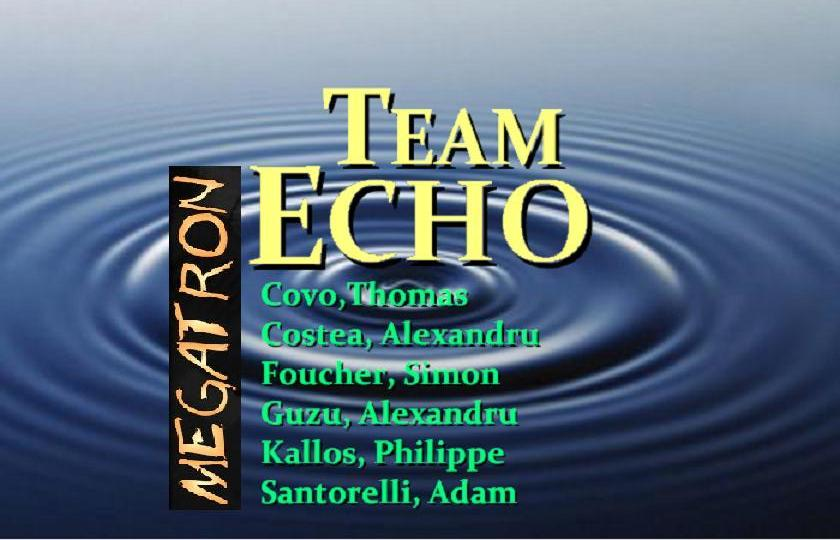 TEAM
ECHO
MEGATRON
Covo,Thomas
Costea, Alexandru
Foucher, Simon
Guzu, Alexandru
Kallos, Philippe
Santorelli, Adam